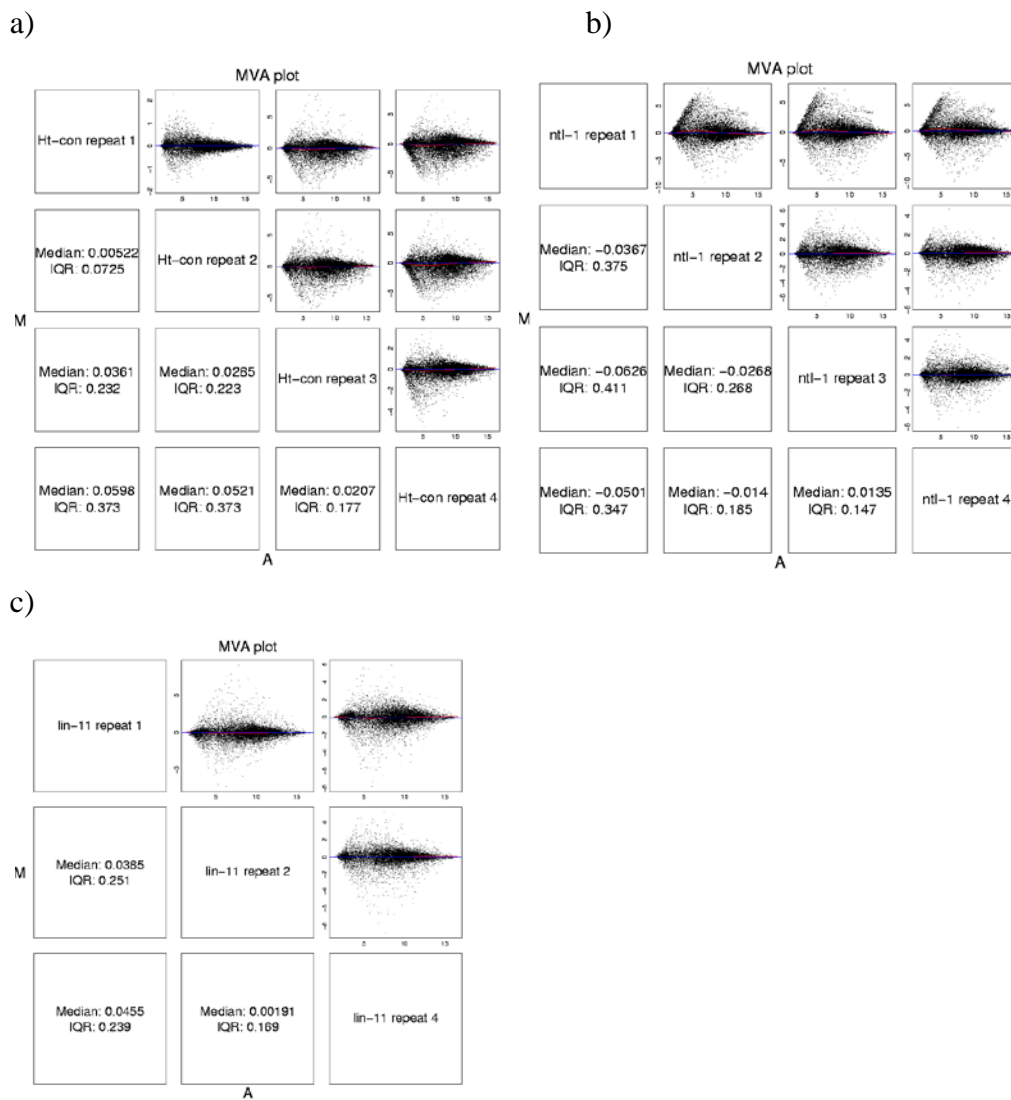 a)
MVA plot
Ht-con repeat 1
Median: 0.00522
IQR: 0.0725
Ht-con repeat 2
Median: 0.0361
IQR: 0.232
Median: 0.0285
IQR: 0.223
Ht-con repeat 3
Median: 0.0598
IQR: 0.373
Median: 0.0521
IQR: 0.373
Median: 0.0207
IQR: 0.177
Ht-con repeat 4
M
A
b)
MVA plot
ntl-1 repeat 1
Median: -0.0367
IQR: 0.375
ntl-1 repeat 2
Median: -0.0626
IQR: 0.411
Median: -0.0268
IQR: 0.268
ntl-1 repeat 3
Median: -0.0501
IQR: 0.347
Median: -0.014
IQR: 0.185
Median: 0.0135
IQR: 0.147
ntl-1 repeat 4
M
A
c)
MVA plot
lin-11 repeat 1
Median: 0.0385
IQR: 0.251
lin-11 repeat 2
Median: 0.0455
IQR: 0.239
Median: 0.00191
IQR: 0.169
lin-11 repeat 4
M
A